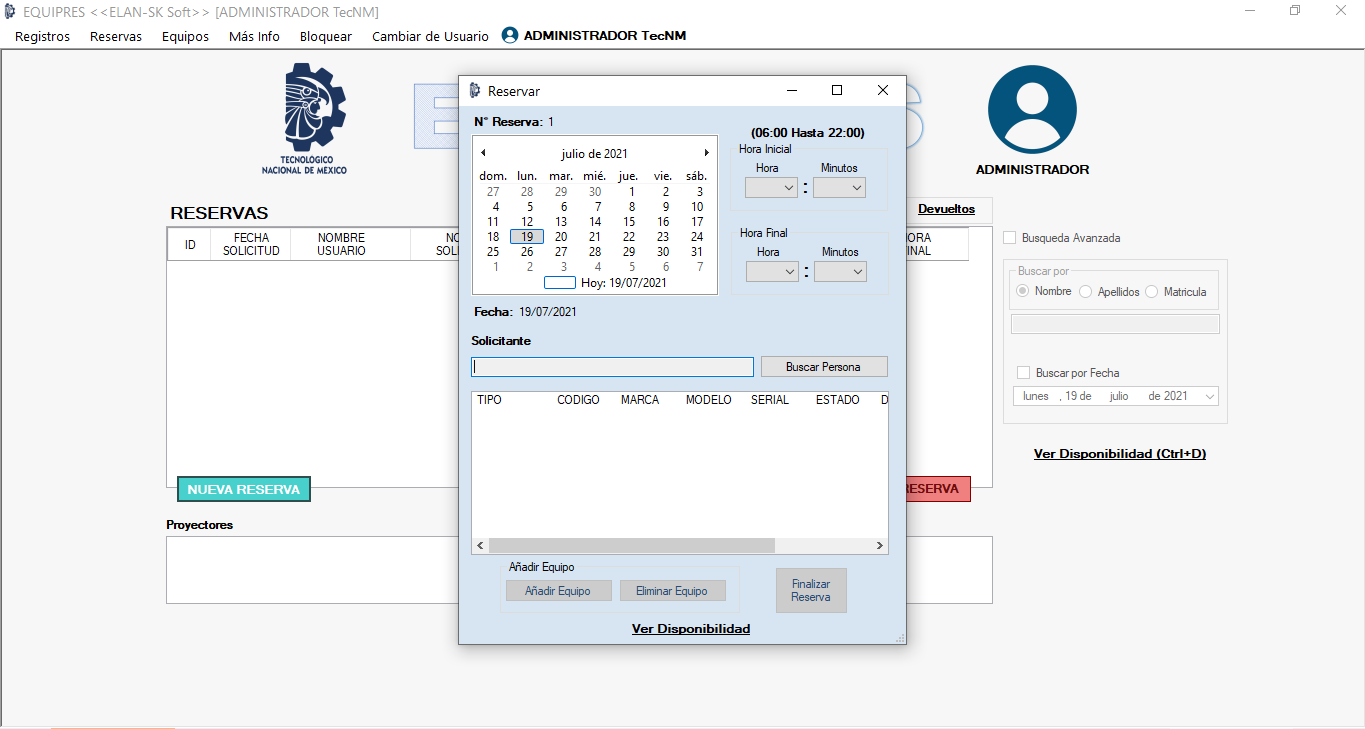 EQUIPRES <<ELAN-SK Soft>> [ADMINISTRADOR TecNM]
Registros Reservas Equipos Más Info Bloquear Cambiar de Usuario ADMINISTRADOR TecNM
TECNOLÓGICO
NACIONAL DE MEXICO
ADMINISTRADOR
RESERVAS
Devueltos
ID
FECHA
SOLICITUD
NOMBRE
USUARIO
NUEVA RESERVA
RESERVA
Proyectores
Busqueda Avanzada
Buscar por
Nombre Apellidos Matricula
Buscar por Fecha
lunes , 19 de julio de 2021
Ver Disponibilidad (Ctrl+D)
Reservar
N° Reserva: 1
julio de 2021
dom. lun. mar. mié. jue. vie. sáb.
27 28 29 30 1 2 3
4 5 6 7 8 9 10
11 12 13 14 15 16 17
18 19 20 21 22 23 24
25 26 27 28 29 30 31
1 2 3 4 5 6 7
Hoy: 19/07/2021
(06:00 Hasta 22:00)
Hora Inicial
Hora Minutos
:
Hora Final
Hora Minutos
:
Fecha: 19/07/2021
Solicitante
Buscar Persona
TIPO CODIGO MARCA MODELO SERIAL ESTADO D
Añadir Equipo
Añadir Equipo Eliminar Equipo
Finalizar
Reserva
Ver Disponibilidad